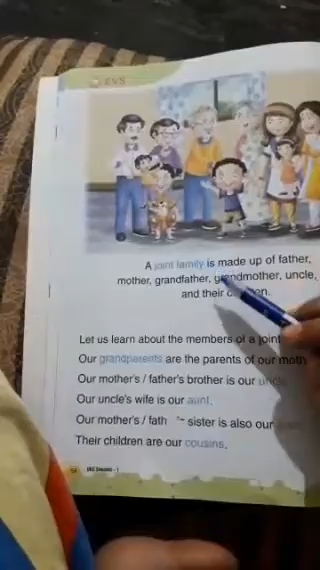 EVS
A joint family is made up of father,
mother, grandfather, grandmother, uncle,
and their
Let us learn about the members of a joint
Our grandparents are the parents of our
Our mother's / father's brother is our uncle
Our uncle's wife is our aunt.
Our mother's / sister is also our
Their children are our cousins.